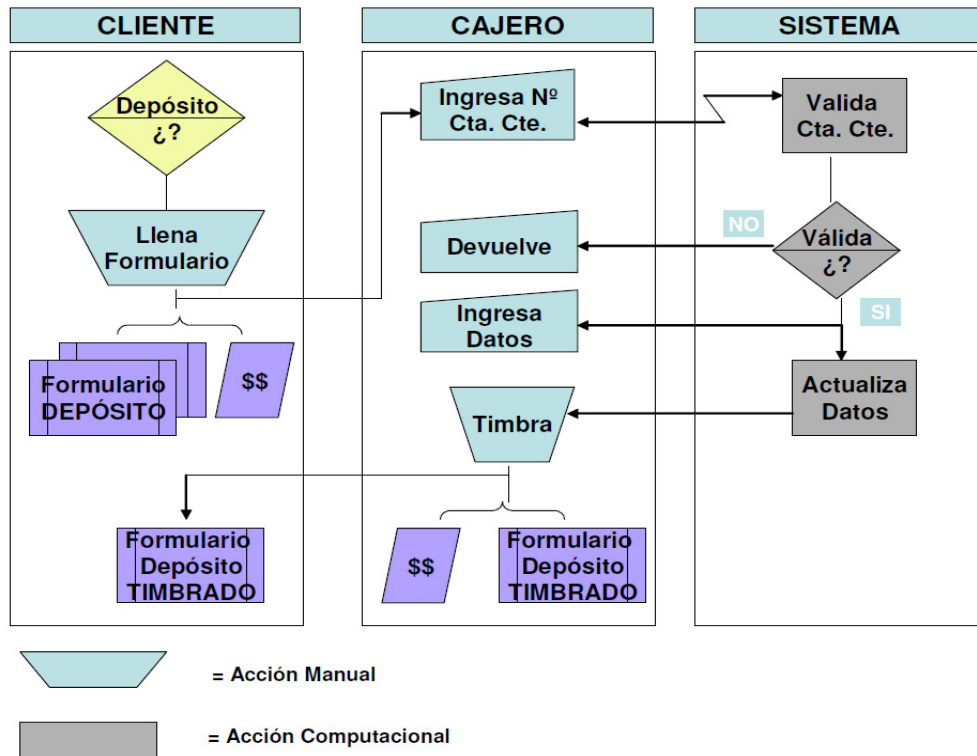 CLIENTE
CAJERO
SISTEMA
Depósito
¿?
Llena
Formulario
Formulario
DEPÓSITO
$$
Formulario
Depósito
TIMBRADO
Ingresa Nº
Cta. Cte.
Devuelve
Ingresa
Datos
Timbra
$$
Formulario
Depósito
TIMBRADO
Valida
Cta. Cte.
NO
Válida
¿?
SI
Actualiza
Datos
= Acción Manual
= Acción Computacional